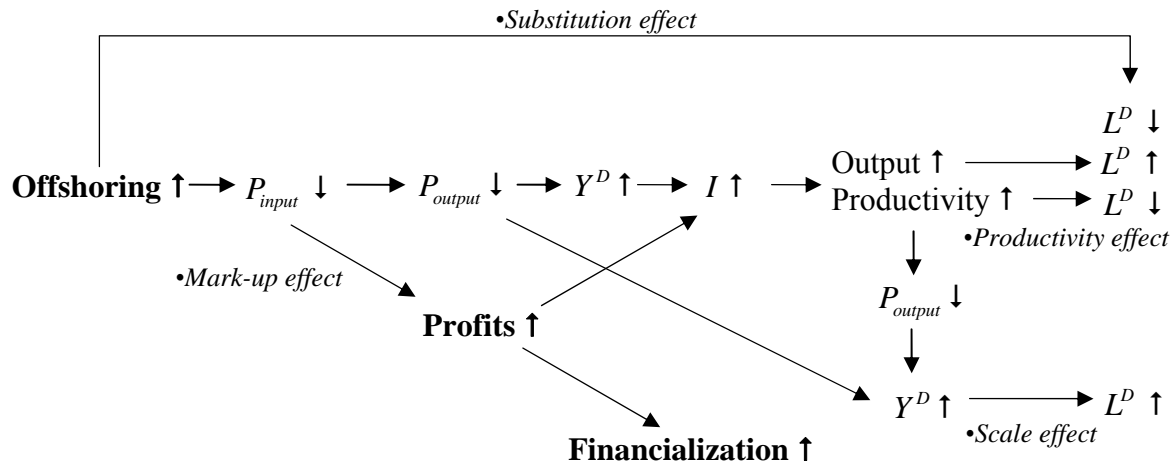 •Substitution effect
L^D ↓
Output ↑ L^D ↑
Offshoring ↑ P_input ↓ P_output ↓ Y^D ↑ I ↑
Productivity ↑ L^D ↓
•Productivity effect
•Mark-up effect
P_output ↓
Profits ↑
Y^D ↑ L^D ↑
•Scale effect
Financialization ↑